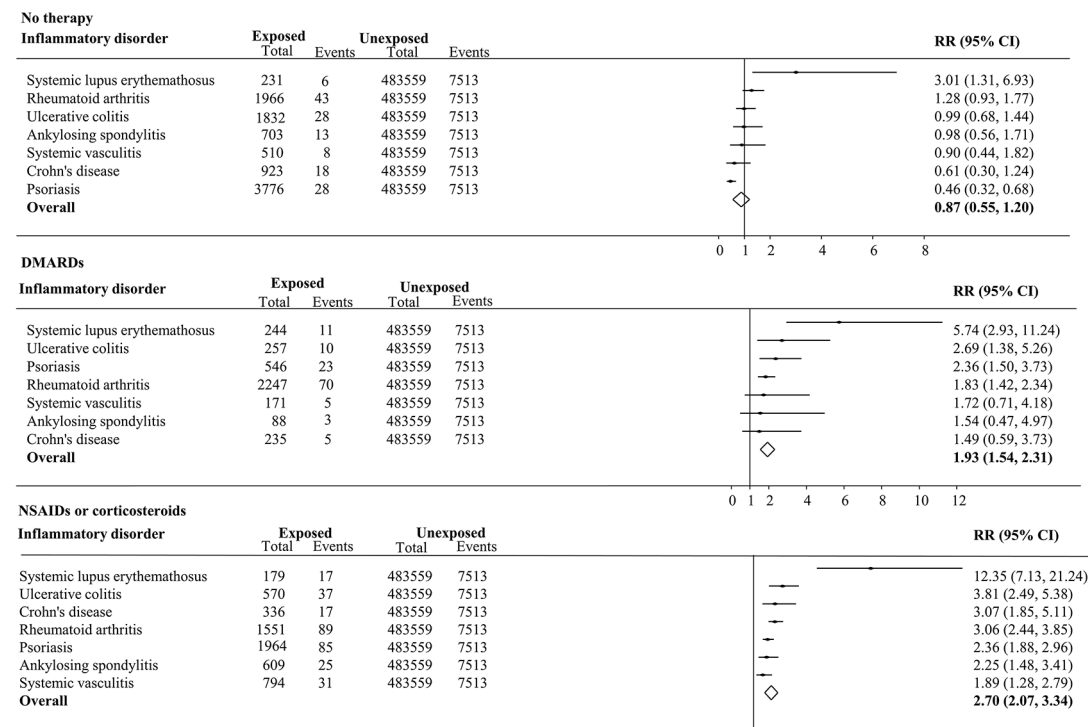 No therapy
Inflammatory disorder Exposed Unexposed RR (95% CI)
Total Events Total Events
Systemic lupus erythemathosus 231 6 483559 7513 3.01 (1.31, 6.93)
Rheumatoid arthritis 1966 43 483559 7513 1.28 (0.93, 1.77)
Ulcerative colitis 1832 28 483559 7513 0.99 (0.68, 1.44)
Ankylosing spondylitis 703 13 483559 7513 0.98 (0.56, 1.71)
Systemic vasculitis 510 8 483559 7513 0.90 (0.44, 1.82)
Crohn's disease 923 18 483559 7513 0.61 (0.30, 1.24)
Psoriasis 3776 28 483559 7513 0.46 (0.32, 0.68)
Overall 0.87 (0.55, 1.20)
0 1 2 4 6 8
DMARDs
Inflammatory disorder Exposed Unexposed RR (95% CI)
Total Events Total Events
Systemic lupus erythemathosus 244 11 483559 7513 5.74 (2.93, 11.24)
Ulcerative colitis 257 10 483559 7513 2.69 (1.38, 5.26)
Psoriasis 546 23 483559 7513 2.36 (1.50, 3.73)
Rheumatoid arthritis 2247 70 483559 7513 1.83 (1.42, 2.34)
Systemic vasculitis 171 5 483559 7513 1.72 (0.71, 4.18)
Ankylosing spondylitis 88 3 483559 7513 1.54 (0.47, 4.97)
Crohn's disease 235 5 483559 7513 1.49 (0.59, 3.73)
Overall 1.93 (1.54, 2.31)
0 1 2 4 6 8 10 12
NSAIDs or corticosteroids
Inflammatory disorder Exposed Unexposed RR (95% CI)
Total Events Total Events
Systemic lupus erythemathosus 179 17 483559 7513 12.35 (7.13, 21.24)
Ulcerative colitis 570 37 483559 7513 3.81 (2.49, 5.38)
Crohn's disease 336 17 483559 7513 3.07 (1.85, 5.11)
Rheumatoid arthritis 1551 89 483559 7513 3.06 (2.44, 3.85)
Psoriasis 1964 85 483559 7513 2.36 (1.88, 2.96)
Ankylosing spondylitis 609 25 483559 7513 2.25 (1.48, 3.41)
Systemic vasculitis 794 31 483559 7513 1.89 (1.28, 2.79)
Overall 2.70 (2.07, 3.34)